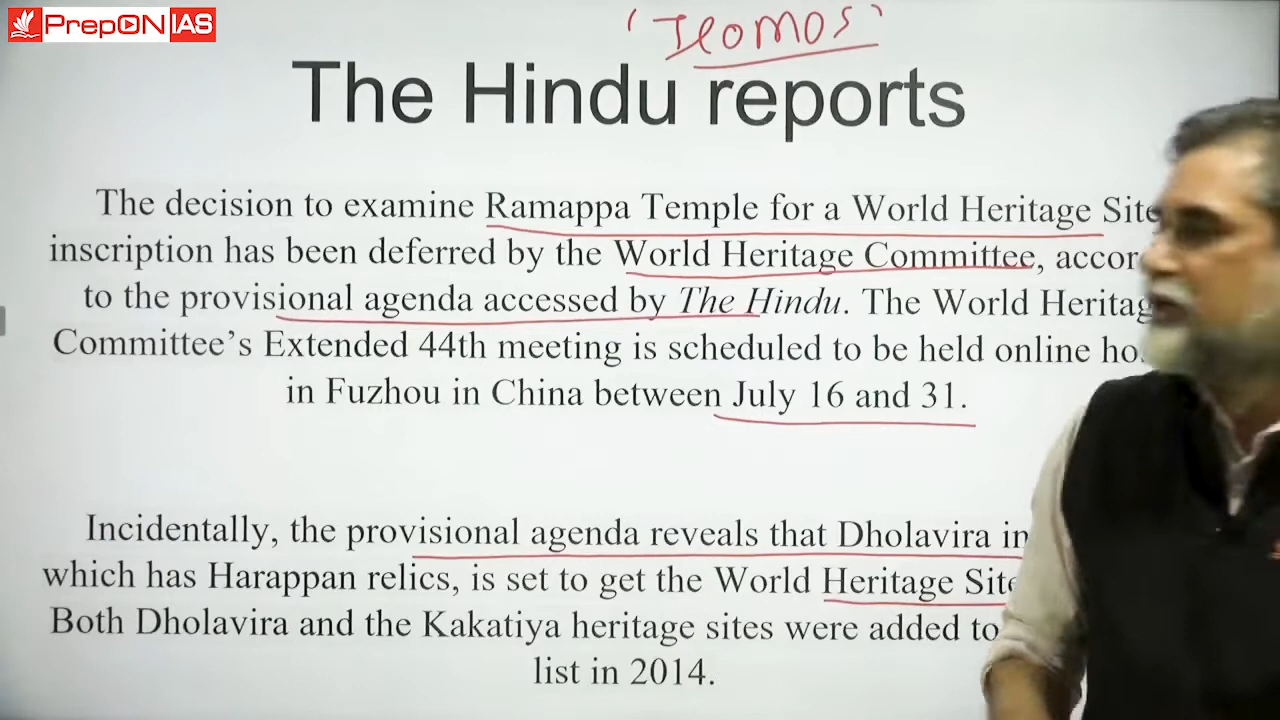 PrepON IAS
'ICOMOS'
The Hindu reports
The decision to examine Ramappa Temple for a World Heritage Site
inscription has been deferred by the World Heritage Committee, accor
to the provisional agenda accessed by The Hindu. The World Heritag
Committee's Extended 44th meeting is scheduled to be held online ho
in Fuzhou in China between July 16 and 31.
Incidentally, the provisional agenda reveals that Dholavira in
which has Harappan relics, is set to get the World Heritage Site
Both Dholavira and the Kakatiya heritage sites were added to
list in 2014.